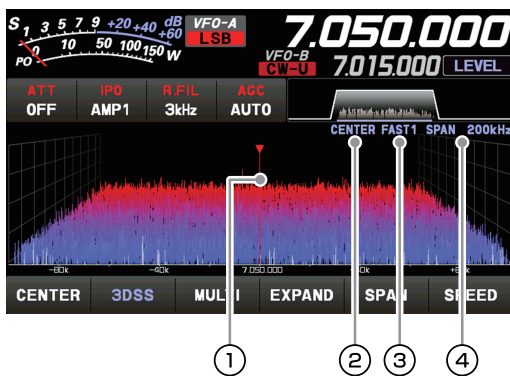 S 1 3 5 7 9 +20 +40 +60 dB
PO 0 10 50 100 150 W
VFO-A
LSB
7.050.000
VFO-B
CW-U
7.015.000
LEVEL
ATT IPO R.FIL AGC
OFF AMP1 3kHz AUTO
CENTER FAST1 SPAN 200kHz
-80k -40k 7.050.000
CENTER 3DSS MULTI EXPAND SPAN SPEED
1 2 3 4